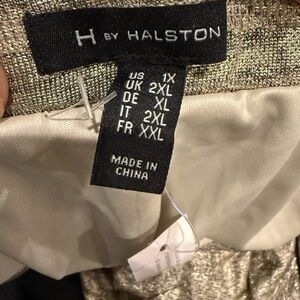 H BY HALSTON
US 1X
UK 2XL
DE XL
IT 2XL
FR XXL
MADE IN
CHINA